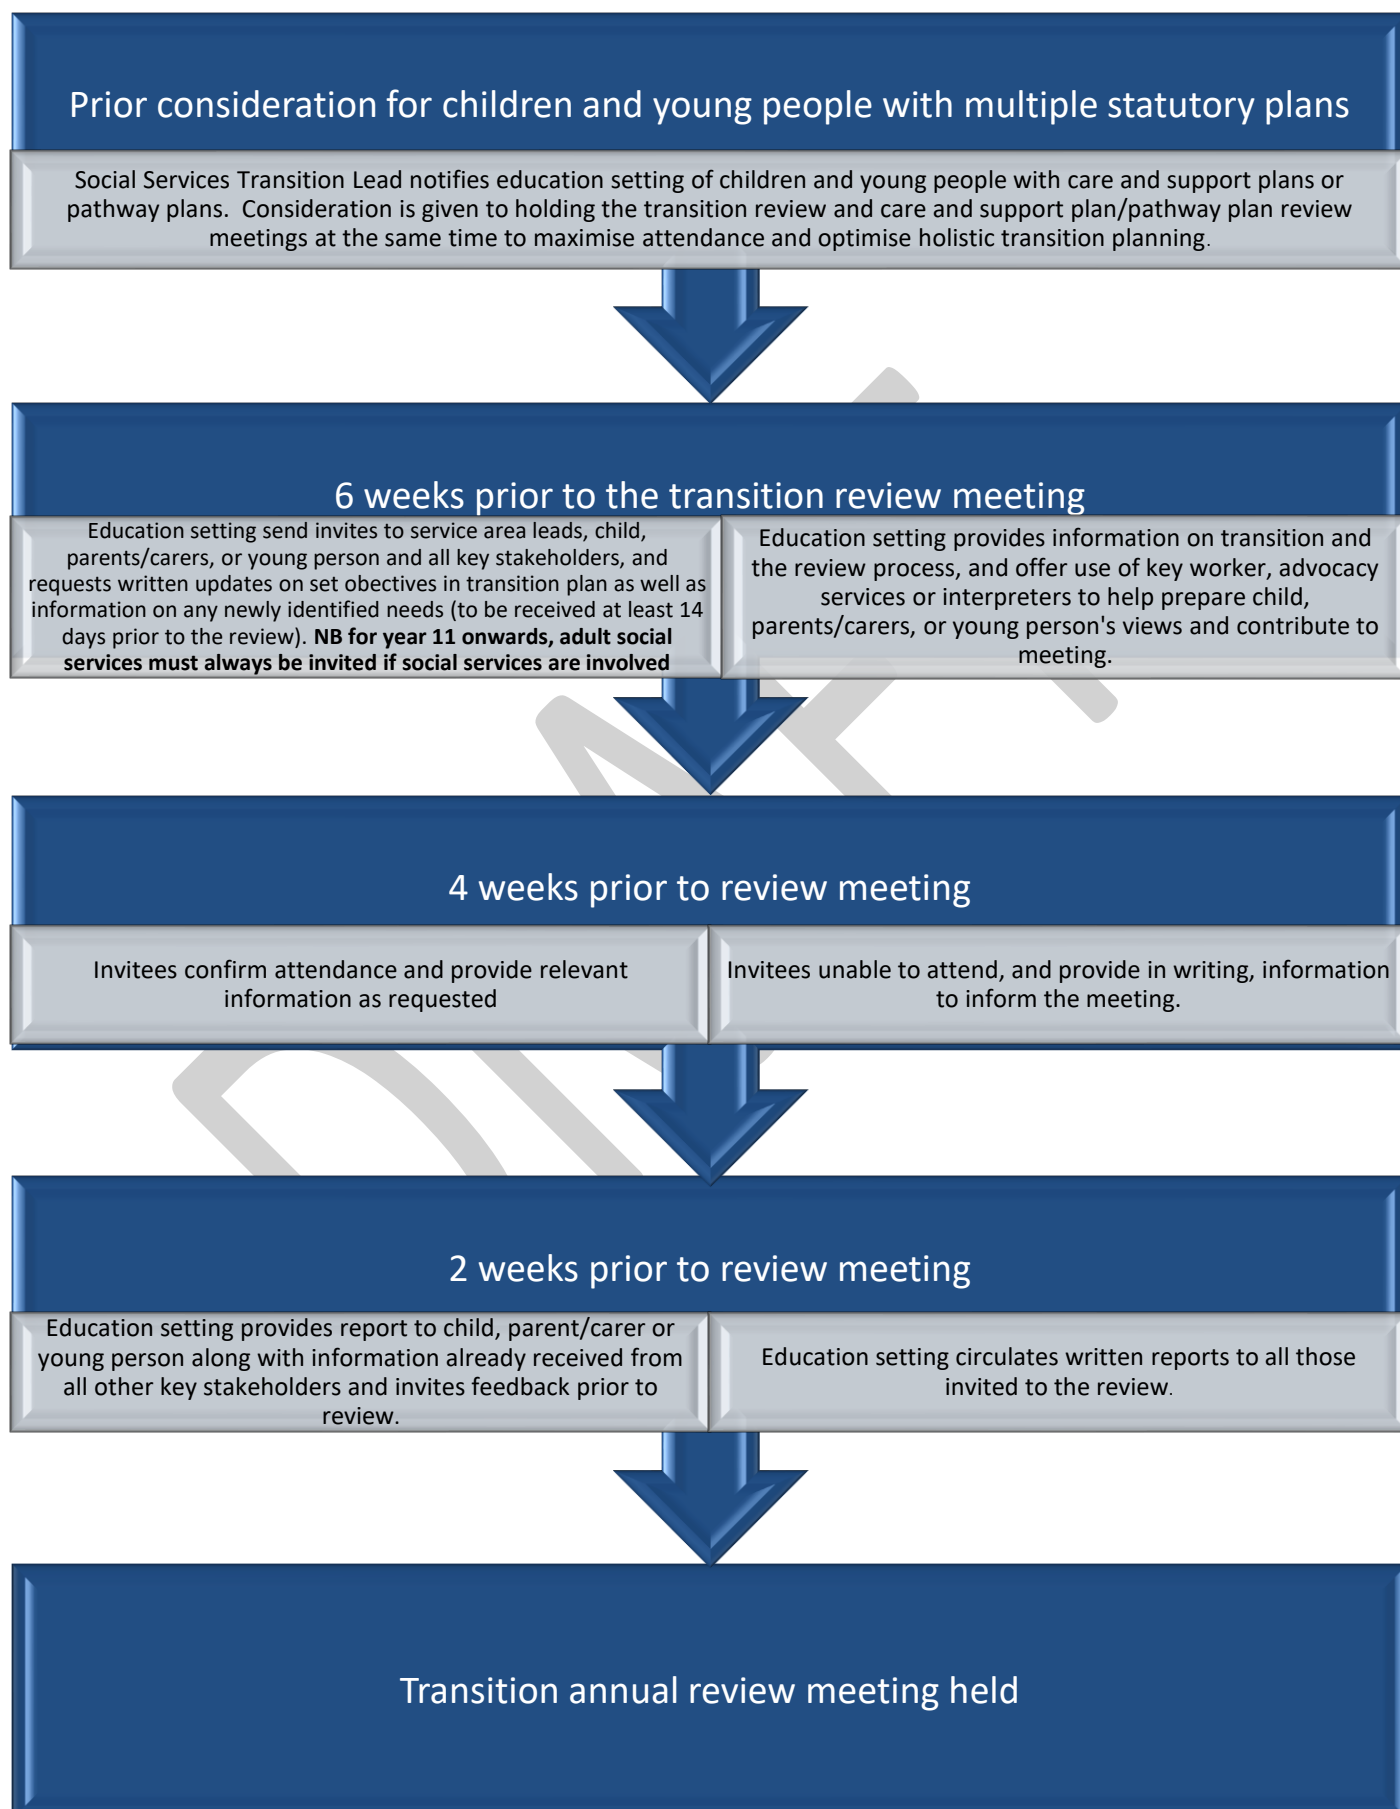 Prior consideration for children and young people with multiple statutory plans
Social Services Transition Lead notifies education setting of children and young people with care and support plans or
pathway plans.  Consideration is given to holding the transition review and care and support plan/pathway plan review
meetings at the same time to maximise attendance and optimise holistic transition planning.
6 weeks prior to the transition review meeting
Education setting send invites to service area leads, child,
parents/carers, or young person and all key stakeholders, and
requests written updates on set obectives in transition plan as well as
information on any newly identified needs (to be received at least 14
days prior to the review). NB for year 11 onwards, adult social
services must always be invited if social services are involved
Education setting provides information on transition and
the review process, and offer use of key worker, advocacy
services or interpreters to help prepare child,
parents/carers, or young person's views and contribute to
meeting.
4 weeks prior to review meeting
Invitees confirm attendance and provide relevant
information as requested
Invitees unable to attend, and provide in writing, information
to inform the meeting.
2 weeks prior to review meeting
Education setting provides report to child, parent/carer or
young person along with information already received from
all other key stakeholders and invites feedback prior to
review.
Education setting circulates written reports to all those
invited to the review.
Transition annual review meeting held
DRAFT